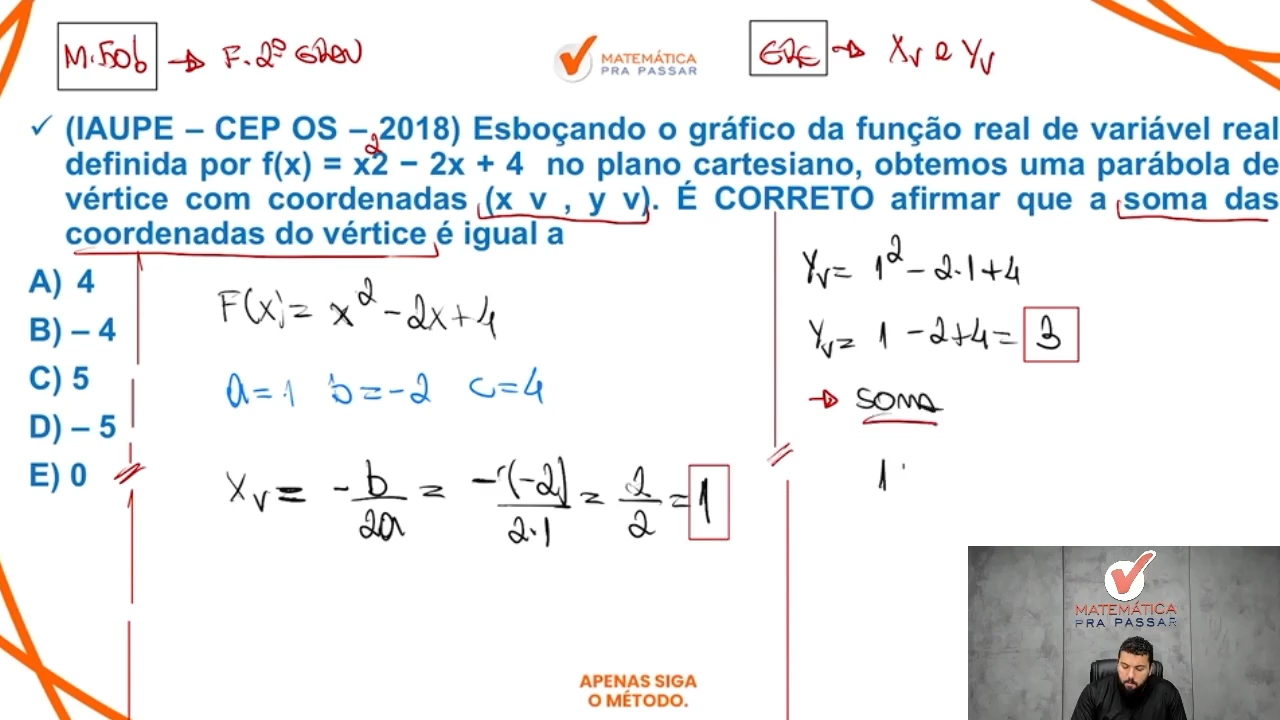 M.SOb → F. 2º GRAU
MATEMÁTICA
PRA PASSAR
GRE → Xv e Yv
✓ (IAUPE – CEP OS – 2018) Esboçando o gráfico da função real de variável real
2
definida por f(x) = x2 − 2x + 4 no plano cartesiano, obtemos uma parábola de
vértice com coordenadas (x v , y v). É CORRETO afirmar que a soma das
coordenadas do vértice é igual a
A) 4
B) – 4
C) 5
D) – 5
E) 0
F(x) = x² - 2x + 4
a = 1 b = -2 c = 4
Xv = -b/2a = -(-2)/2·1 = 2/2 = 1
Yv = 1² - 2·1 + 4
Yv = 1 - 2 + 4 = 3
→ SOMA
1
MATEMÁTICA
PRA PASSAR
APENAS SIGA
O MÉTODO.